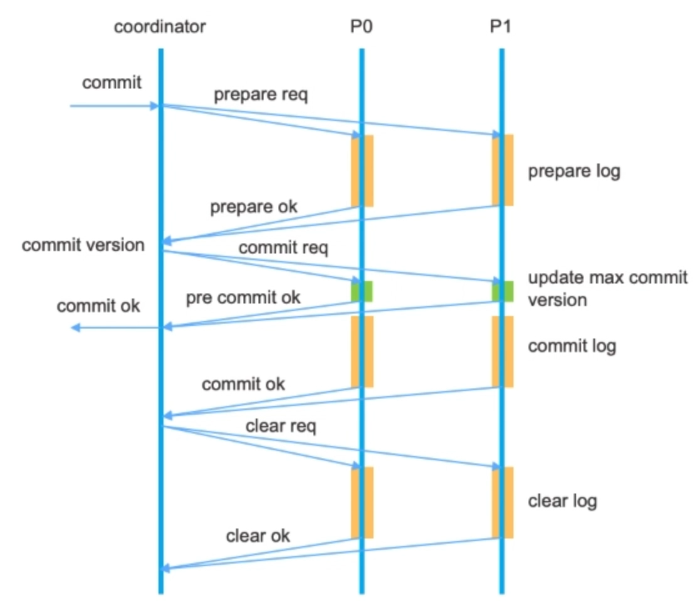 coordinator
P0
P1
commit
prepare req
prepare log
prepare ok
commit version
commit req
update max commit
version
pre commit ok
commit ok
commit log
commit ok
clear req
clear log
clear ok